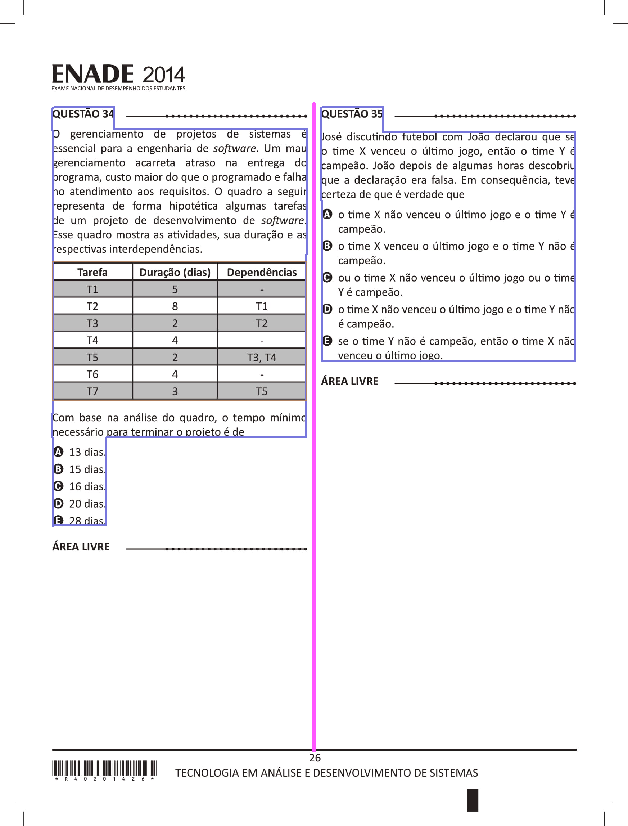 ENADE 2014
EXAME NACIONAL DE DESEMPENHO DOS ESTUDANTES
QUESTÃO 34
O gerenciamento de projetos de sistemas é
essencial para a engenharia de software. Um mau
gerenciamento acarreta atraso na entrega do
programa, custo maior do que o programado e falha
no atendimento aos requisitos. O quadro a seguir
representa de forma hipotética algumas tarefas
de um projeto de desenvolvimento de software.
Esse quadro mostra as atividades, sua duração e as
respectivas interdependências.
Tarefa Duração (dias) Dependências
T1 5 -
T2 8 T1
T3 2 T2
T4 4 -
T5 2 T3, T4
T6 4 -
T7 3 T5
Com base na análise do quadro, o tempo mínimo
necessário para terminar o projeto é de
A 13 dias.
B 15 dias.
C 16 dias.
D 20 dias.
E 28 dias.
ÁREA LIVRE
QUESTÃO 35
José discutindo futebol com João declarou que se
o time X venceu o último jogo, então o time Y é
campeão. João depois de algumas horas descobriu
que a declaração era falsa. Em consequência, teve
certeza de que é verdade que
A o time X não venceu o último jogo e o time Y é
campeão.
B o time X venceu o último jogo e o time Y não é
campeão.
C ou o time X não venceu o último jogo ou o time
Y é campeão.
D o time X não venceu o último jogo e o time Y não
é campeão.
E se o time Y não é campeão, então o time X não
venceu o último jogo.
ÁREA LIVRE
26
*R40201426*
TECNOLOGIA EM ANÁLISE E DESENVOLVIMENTO DE SISTEMAS